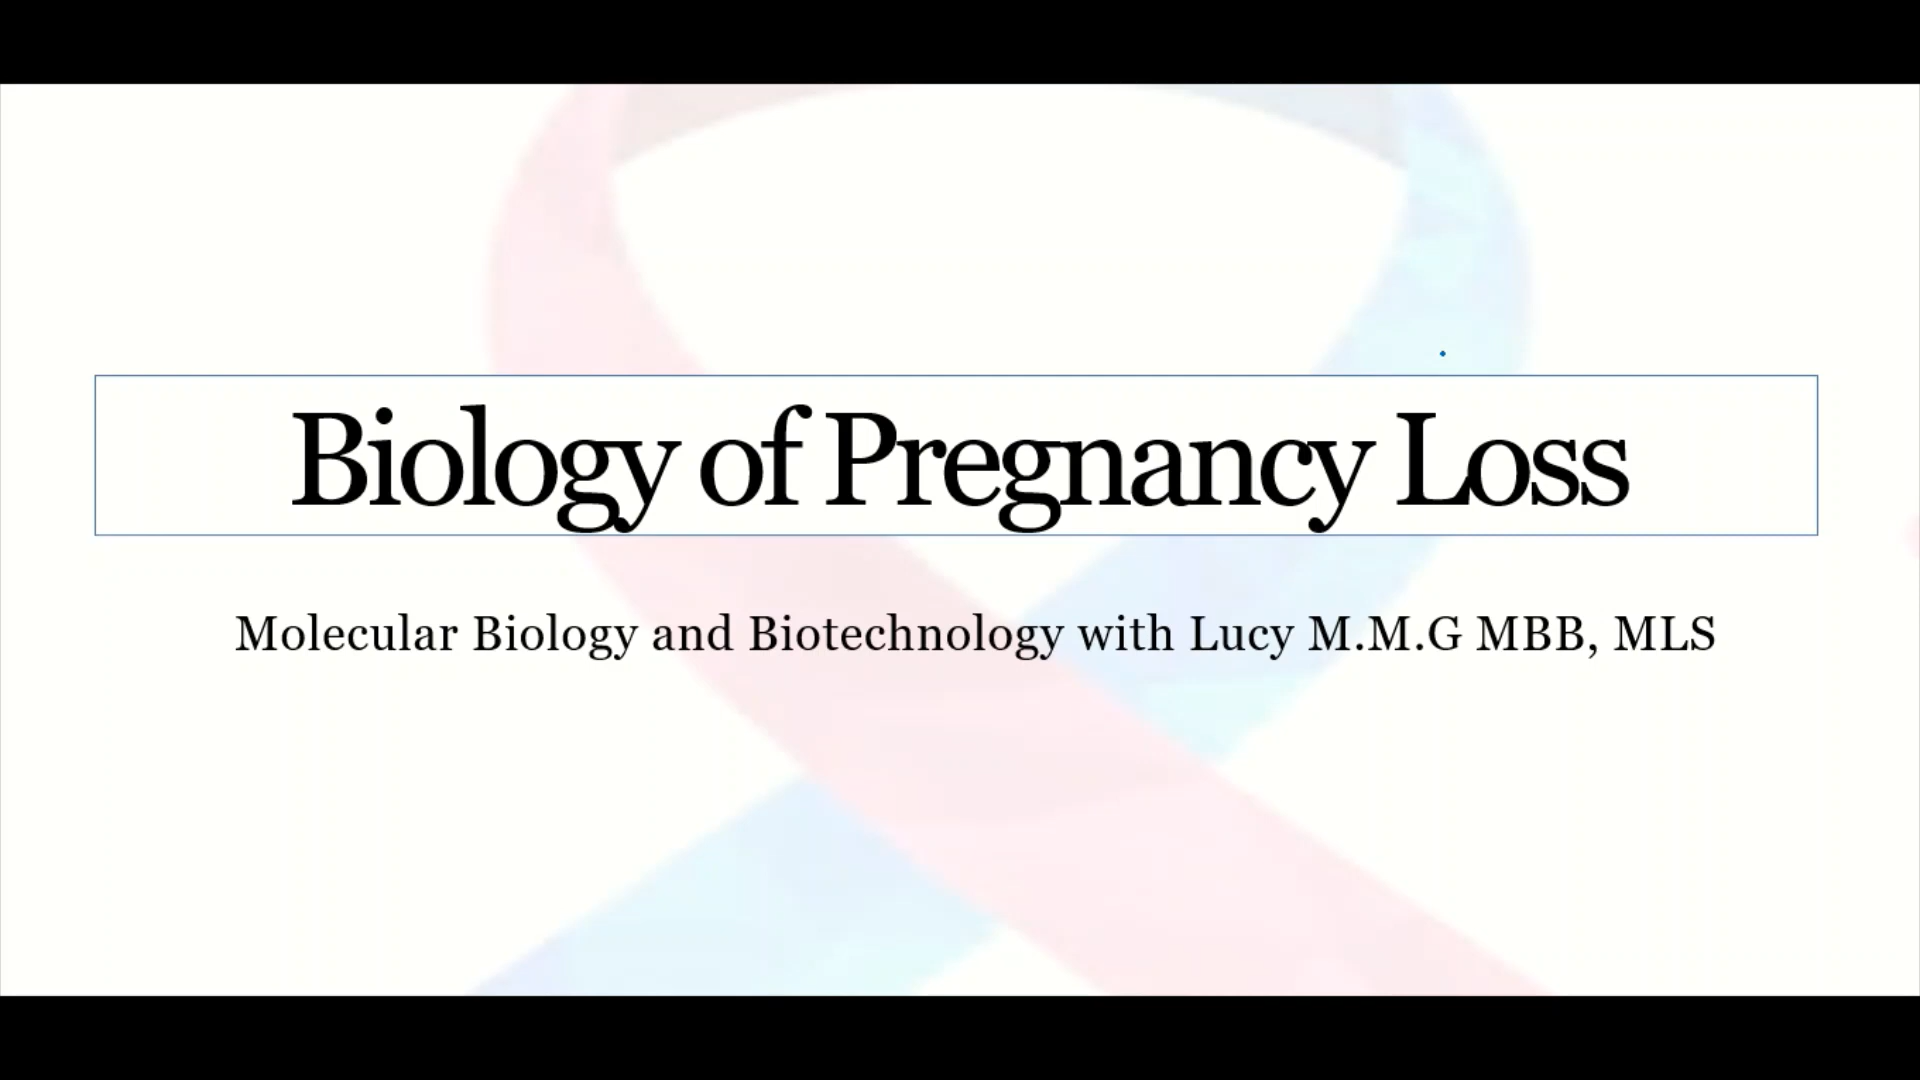 Biology of Pregnancy Loss
Molecular Biology and Biotechnology with Lucy M.M.G MBB, MLS